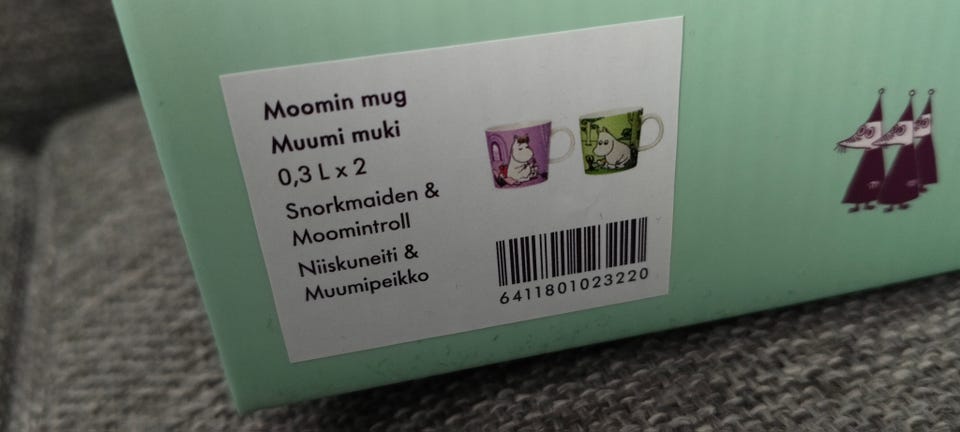 Moomin mug
Muumi muki
0,3 L x 2
Snorkmaiden &
Moomintroll
Niiskuneiti &
Muumipeikko
6411801023220